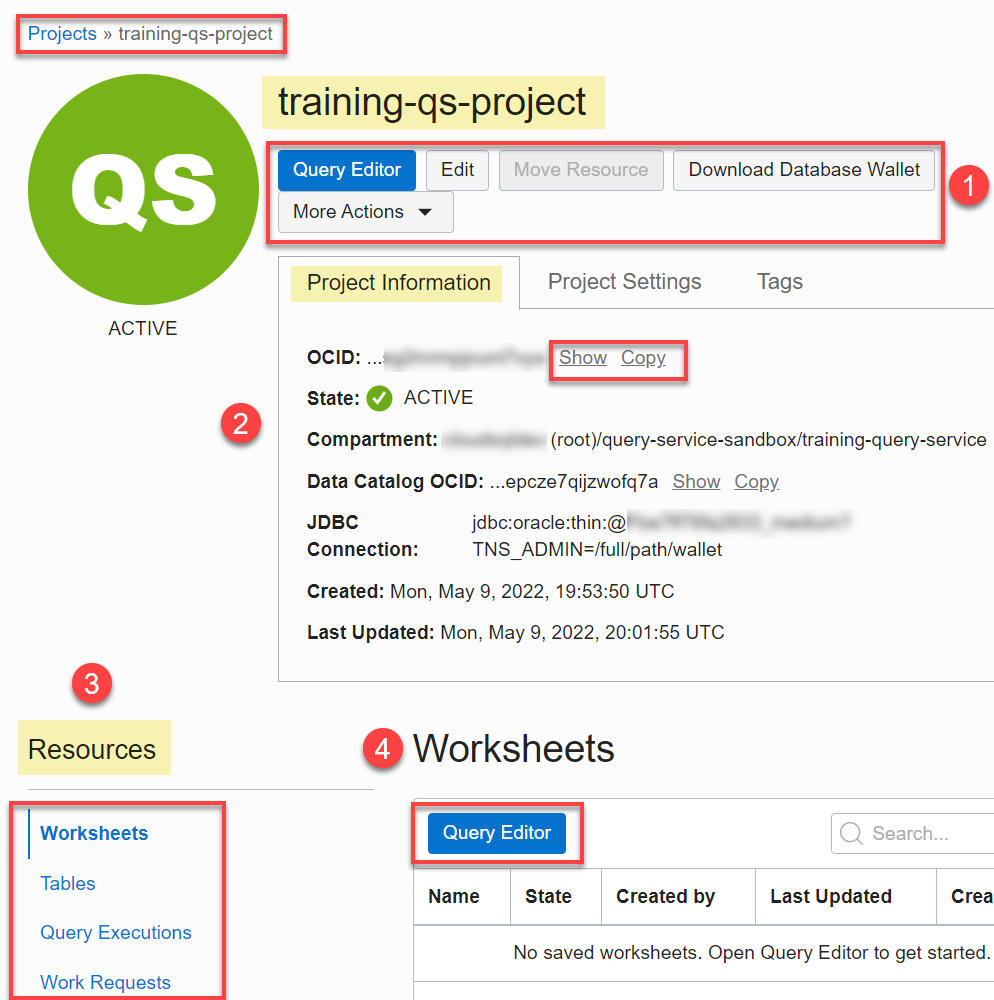 Projects » training-qs-project
QS
ACTIVE
training-qs-project
Query Editor Edit Move Resource Download Database Wallet
More Actions
1
Project Information Project Settings Tags
2
OCID: ... Show Copy
State: ACTIVE
Compartment: (root)/query-service-sandbox/training-query-service
Data Catalog OCID: ...epcze7qijzwofq7a Show Copy
JDBC Connection: jdbc:oracle:thin:@
TNS_ADMIN=/full/path/wallet
Created: Mon, May 9, 2022, 19:53:50 UTC
Last Updated: Mon, May 9, 2022, 20:01:55 UTC
3
Resources
Worksheets
Tables
Query Executions
Work Requests
4 Worksheets
Query Editor Search...
Name State Created by Last Updated Crea
No saved worksheets. Open Query Editor to get started.